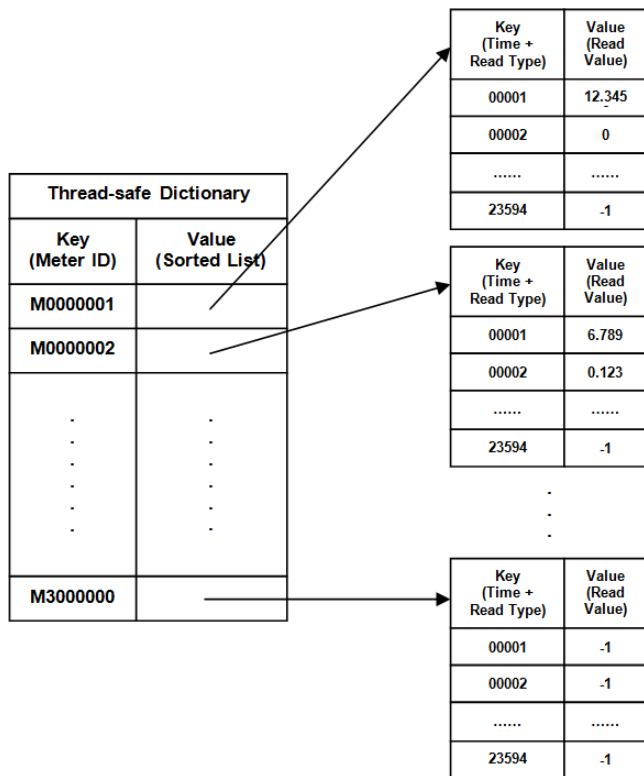 Thread-safe Dictionary
Key
(Meter ID)
Value
(Sorted List)
M0000001
M0000002
.
.
.
.
.
.
.
.
.
.
.
.
M3000000
Key
(Time +
Read Type)
Value
(Read
Value)
00001
12.345
00002
0
......
......
23594
-1
Key
(Time +
Read Type)
Value
(Read
Value)
00001
6.789
00002
0.123
......
......
23594
-1
.
.
.
Key
(Time +
Read Type)
Value
(Read
Value)
00001
-1
00002
-1
......
......
23594
-1